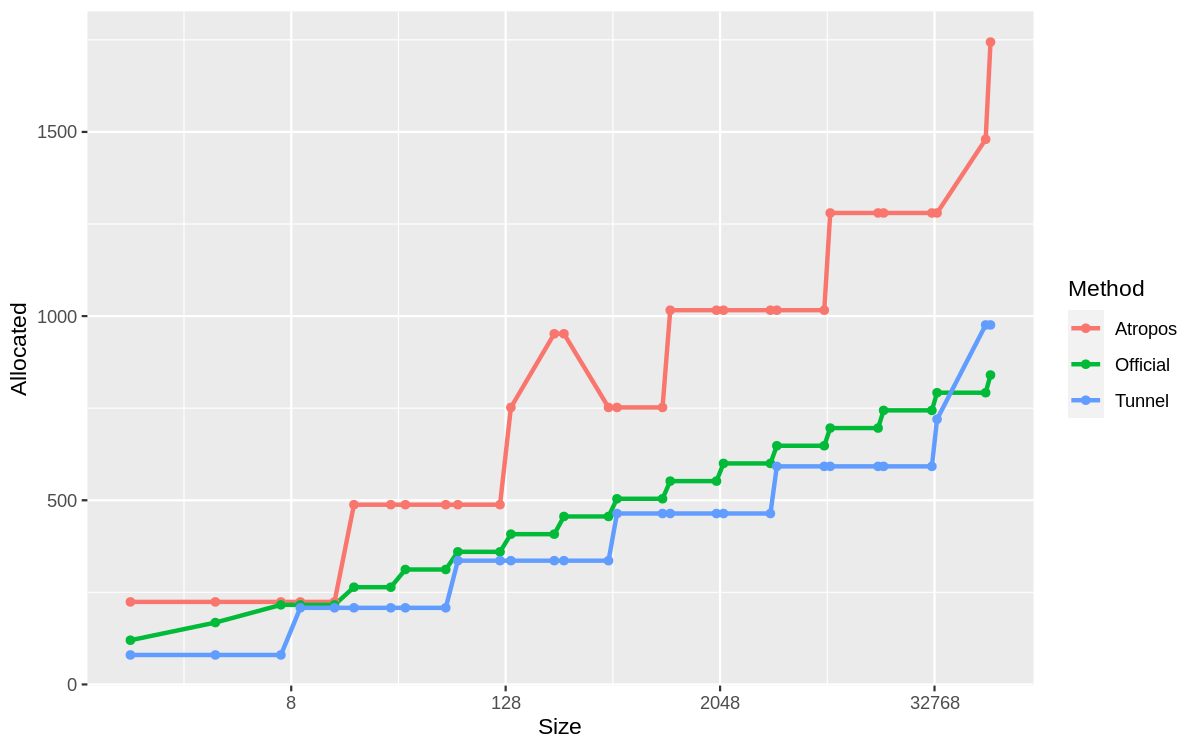 1500
1000
500
0
Allocated
8
128
2048
32768
Size
Method
Atropos
Official
Tunnel